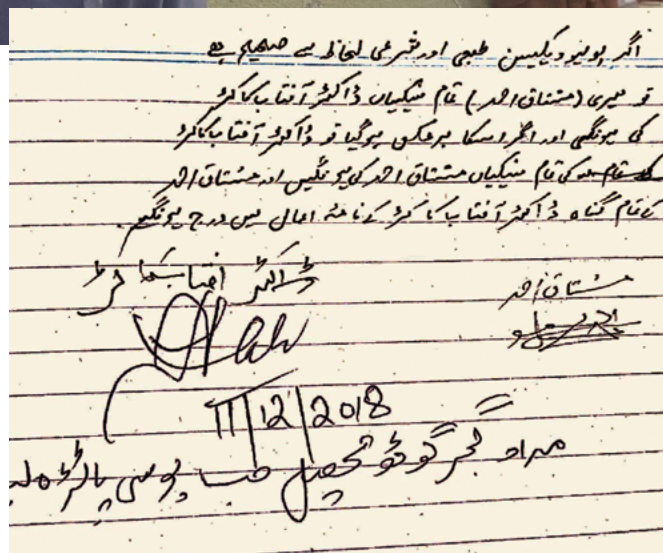 اگر پولیو ویکیسن طبعی اور شرعی لحاظ سے صحیح ہے
تو میری (مشتاق احمد) تمام نیکیاں ڈاکٹر آفتاب کاکڑ
کی ہونگی اور اگر اسکا برعکس ہوگیا تو ڈاکٹر آفتاب کاکڑ
کی تمام نیکیاں مشتاق احمد کی ہونگیں اور مشتاق احمد
کے تمام گناہ ڈاکٹر آفتاب کاکڑ کے نامہ اعمال میں درج ہونگیں
مشتاق احمد
ڈاکٹر آفتاب کاکڑ
11/12/2018
تحصیل